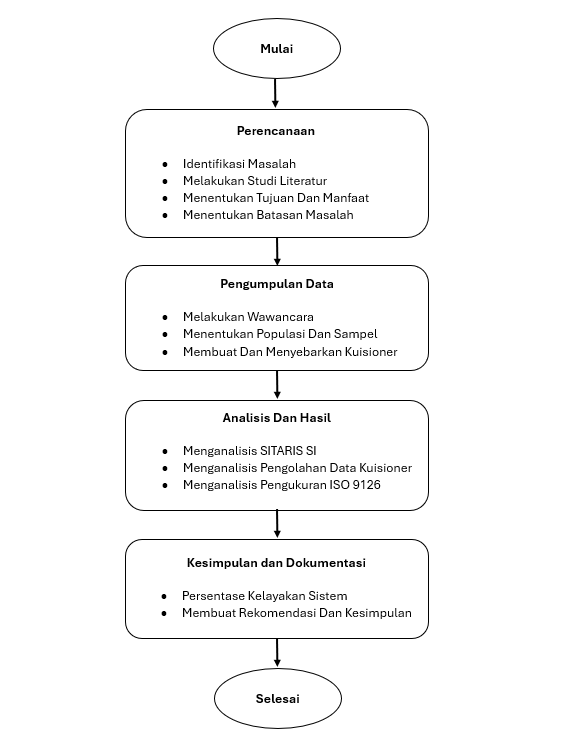 Mulai
Perencanaan
• Identifikasi Masalah
• Melakukan Studi Literatur
• Menentukan Tujuan Dan Manfaat
• Menentukan Batasan Masalah
Pengumpulan Data
• Melakukan Wawancara
• Menentukan Populasi Dan Sampel
• Membuat Dan Menyebarkan Kuisioner
Analisis Dan Hasil
• Menganalisis SITARIS SI
• Menganalisis Pengolahan Data Kuisioner
• Menganalisis Pengukuran ISO 9126
Kesimpulan dan Dokumentasi
• Persentase Kelayakan Sistem
• Membuat Rekomendasi Dan Kesimpulan
Selesai